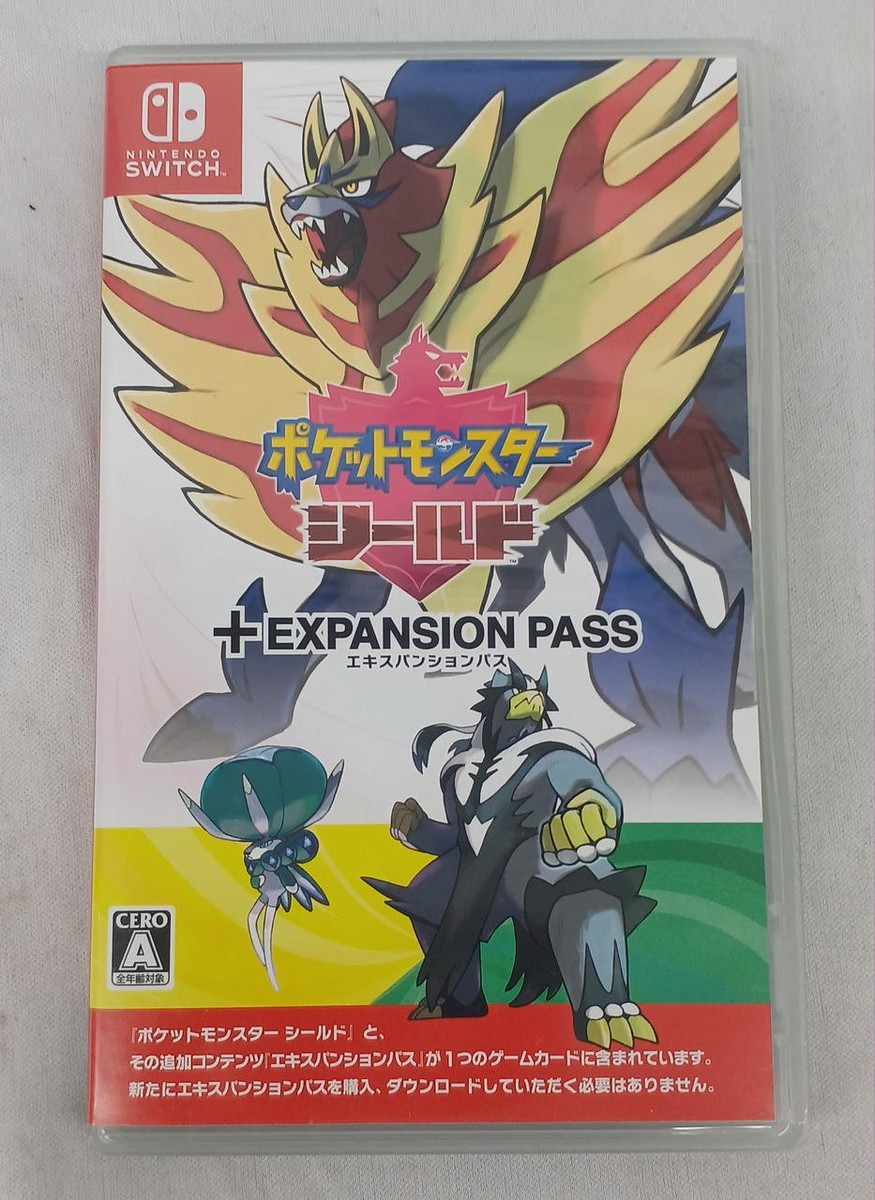 NINTENDO
SWITCH™
ポケットモンスター
シールド™
+EXPANSION PASS
エキスパンションパス
CERO
A
全年齢対象
『ポケットモンスター シールド』と、
その追加コンテンツ『エキスパンションパス』が1つのゲームカードに含まれています。
新たにエキスパンションパスを購入、ダウンロードしていただく必要はありません。